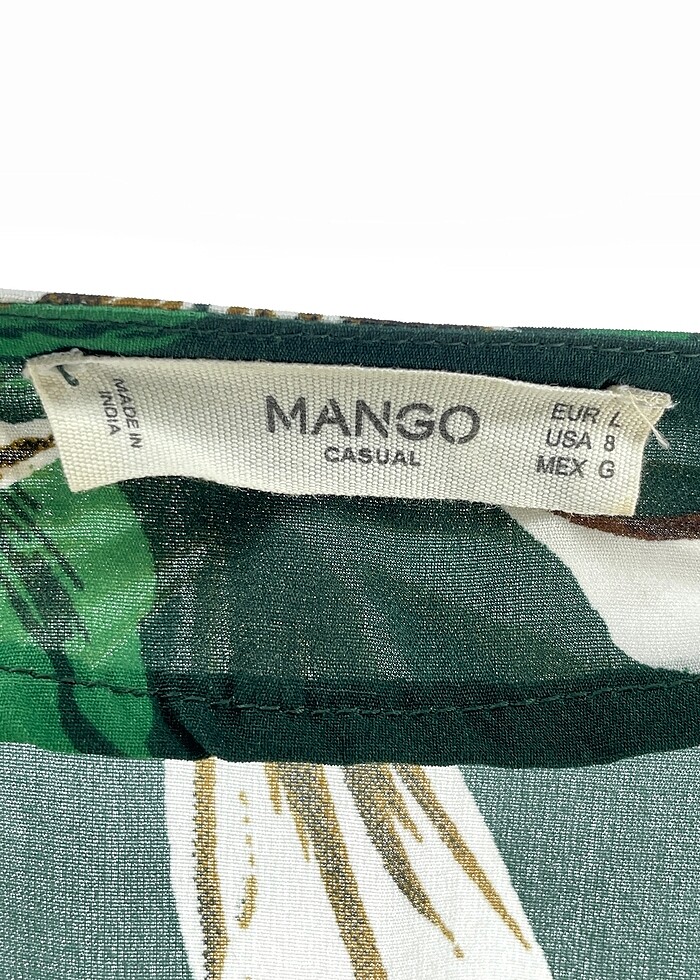 MADE IN
INDIA
MANGO
CASUAL
EUR L
USA 8
MEX G